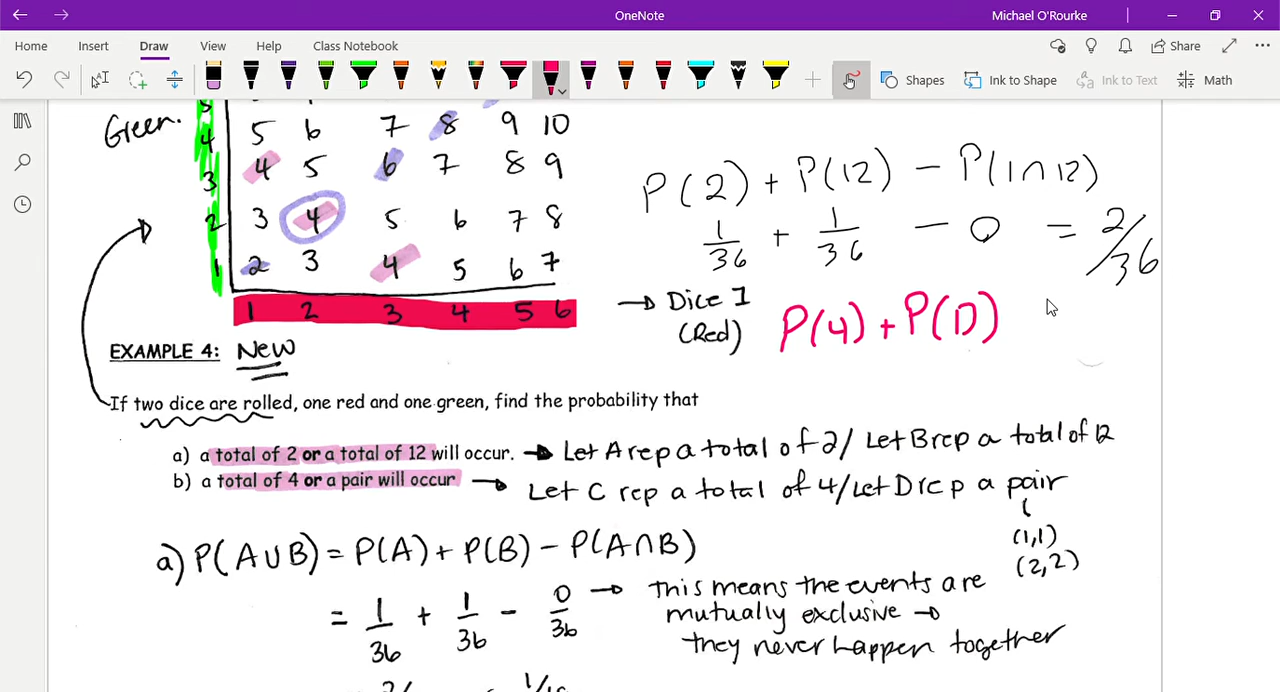 OneNote
Michael O'Rourke
Home Insert Draw View Help Class Notebook
Share
Shapes Ink to Shape Ink to Text Math
Green.
4 5 6 7 8 9 10
3 4 5 6 7 8 9
2 3 4 5 6 7 8
1 2 3 4 5 6 7
1 2 3 4 5 6
→ Dice 1
(Red)
P(2) + P(12) - P(1∩12)
1/36 + 1/36 - 0 = 2/36
P(4) + P(D)
EXAMPLE 4: New
If two dice are rolled, one red and one green, find the probability that
a) a total of 2 or a total of 12 will occur. → Let A rep a total of 2/ Let B rep a total of 12
b) a total of 4 or a pair will occur → Let C rep a total of 4/Let D rep a pair
(1,1)
(2,2)
a) P(A∪B) = P(A) + P(B) - P(A∩B)
= 1/36 + 1/36 - 0/36 → this means the events are
mutually exclusive →
they never happen together